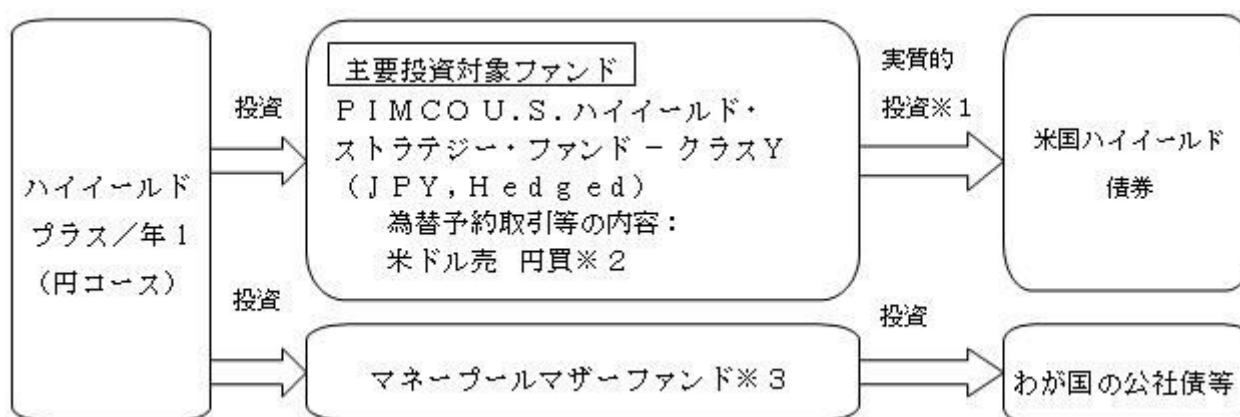 ハイイールド
プラス／年１
（円コース）
投資
投資
主要投資対象ファンド
ＰＩＭＣＯ Ｕ.Ｓ.ハイイールド・
ストラテジー・ファンド － クラスＹ
（ＪＰＹ，Ｈｅｄｇｅｄ）
為替予約取引等の内容：
米ドル売　円買※２
マネープールマザーファンド※３
実質的
投資※１
投資
米国ハイイールド
債券
わが国の公社債等